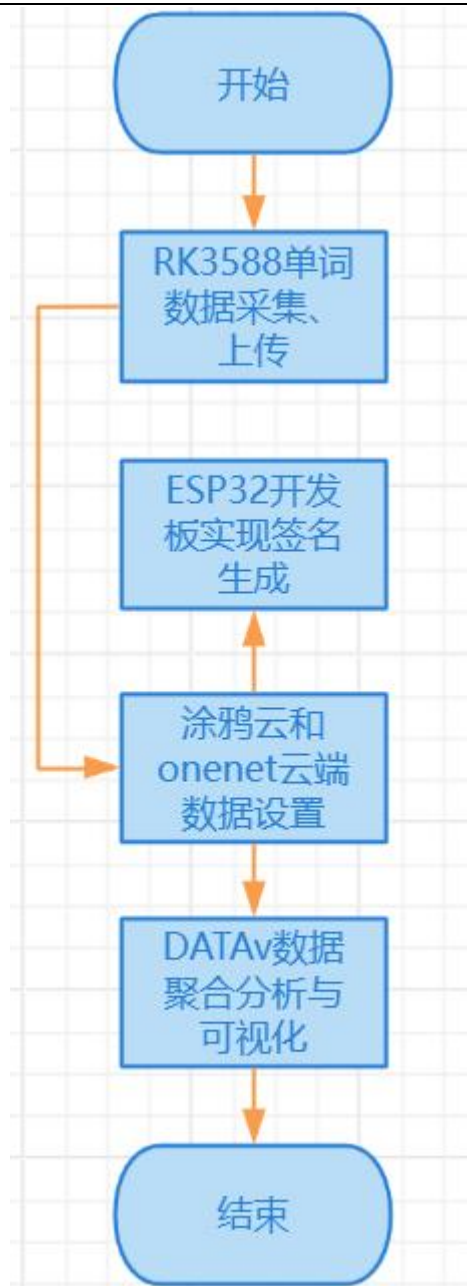 开始
RK3588单词
数据采集、
上传
ESP32开发
板实现签名
生成
涂鸦云和
onenet云端
数据设置
DATAv数据
聚合分析与
可视化
结束